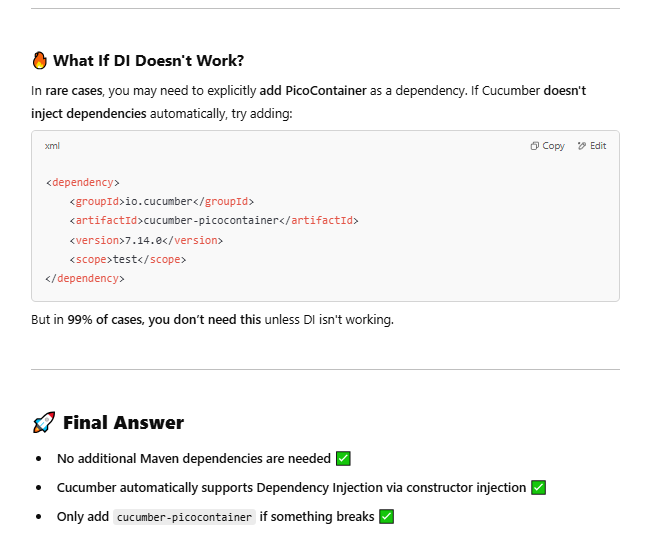 🔥 What If DI Doesn't Work?
In rare cases, you may need to explicitly add PicoContainer as a dependency. If Cucumber doesn't
inject dependencies automatically, try adding:
xml Copy Edit
<dependency>
    <groupId>io.cucumber</groupId>
    <artifactId>cucumber-picocontainer</artifactId>
    <version>7.14.0</version>
    <scope>test</scope>
</dependency>
But in 99% of cases, you don't need this unless DI isn't working.
🚀 Final Answer
• No additional Maven dependencies are needed ✅
• Cucumber automatically supports Dependency Injection via constructor injection ✅
• Only add cucumber-picocontainer if something breaks ✅